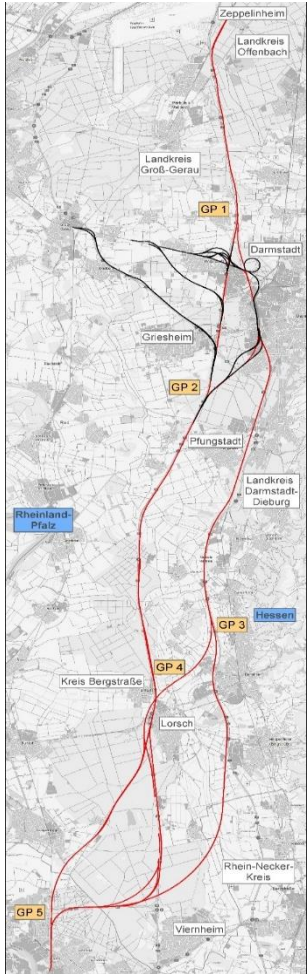 Zeppelinheim
Landkreis
Offenbach
Landkreis
Groß-Gerau
GP 1
Darmstadt
Griesheim
GP 2
Pfungstadt
Landkreis
Darmstadt-
Dieburg
Rheinland-
Pfalz
Hessen
GP 3
GP 4
Kreis Bergstraße
Lorsch
Rhein-Necker-
Kreis
GP 5
Viernheim